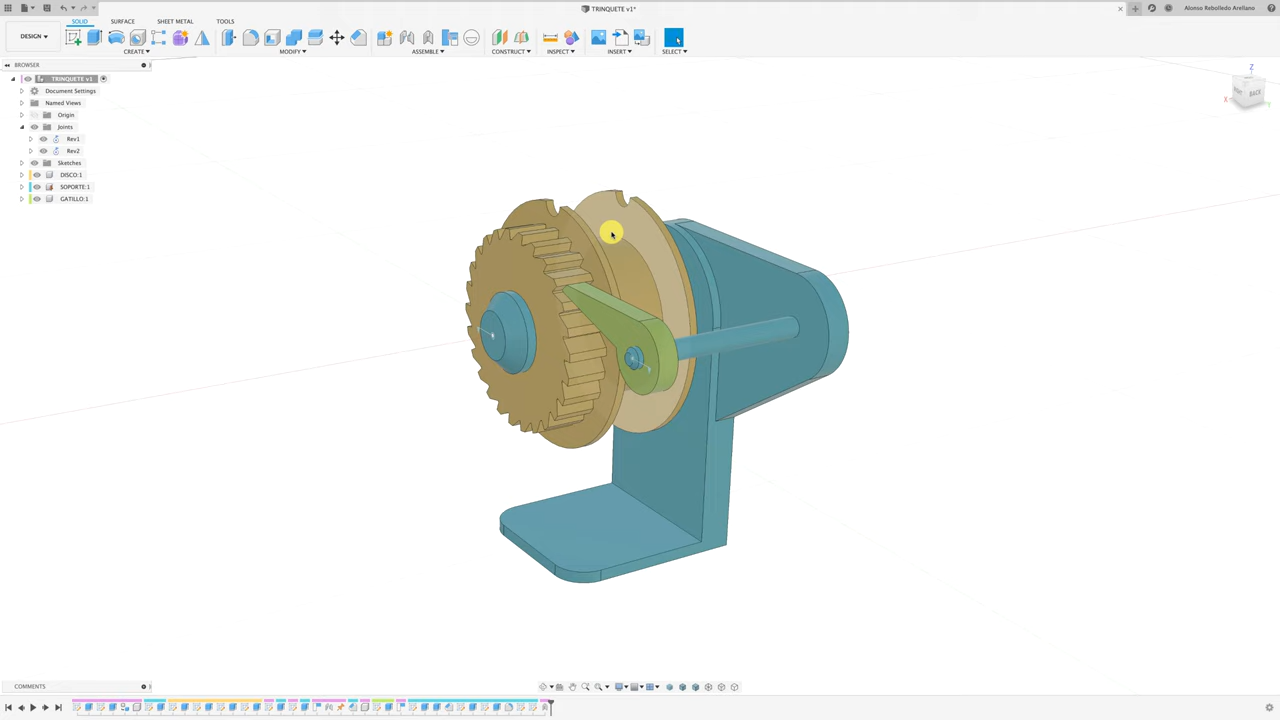 TRINQUETE v1*
Alonso Rebolledo Arellano
SOLID
SURFACE
SHEET METAL
TOOLS
DESIGN
CREATE
MODIFY
ASSEMBLE
CONSTRUCT
INSPECT
INSERT
SELECT
BROWSER
TRINQUETE v1
Document Settings
Named Views
Origin
Joints
Rev1
Rev2
Sketches
DISCO:1
SOPORTE:1
GATILLO:1
Z
X
BACK
COMMENTS